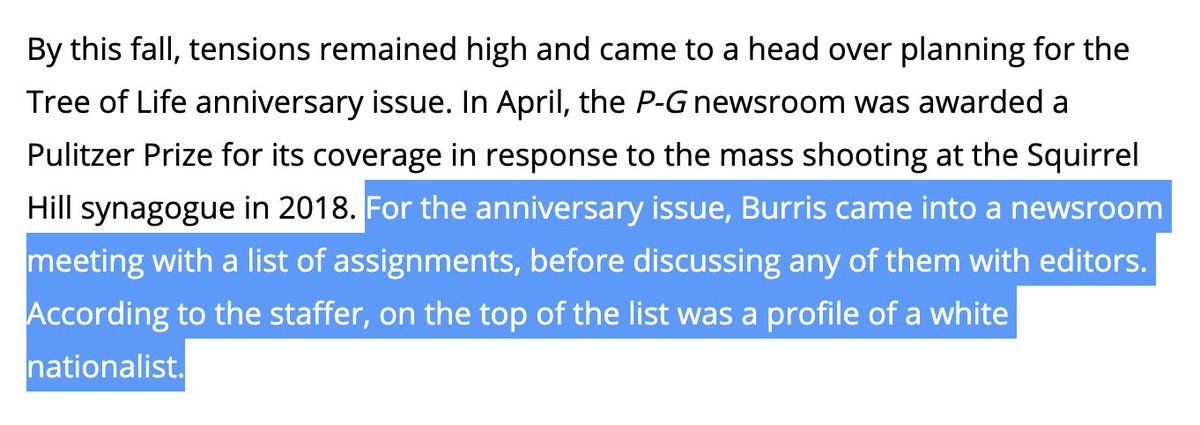 By this fall, tensions remained high and came to a head over planning for the
Tree of Life anniversary issue. In April, the P-G newsroom was awarded a
Pulitzer Prize for its coverage in response to the mass shooting at the Squirrel
Hill synagogue in 2018. For the anniversary issue, Burris came into a newsroom
meeting with a list of assignments, before discussing any of them with editors.
According to the staffer, on the top of the list was a profile of a white
nationalist.